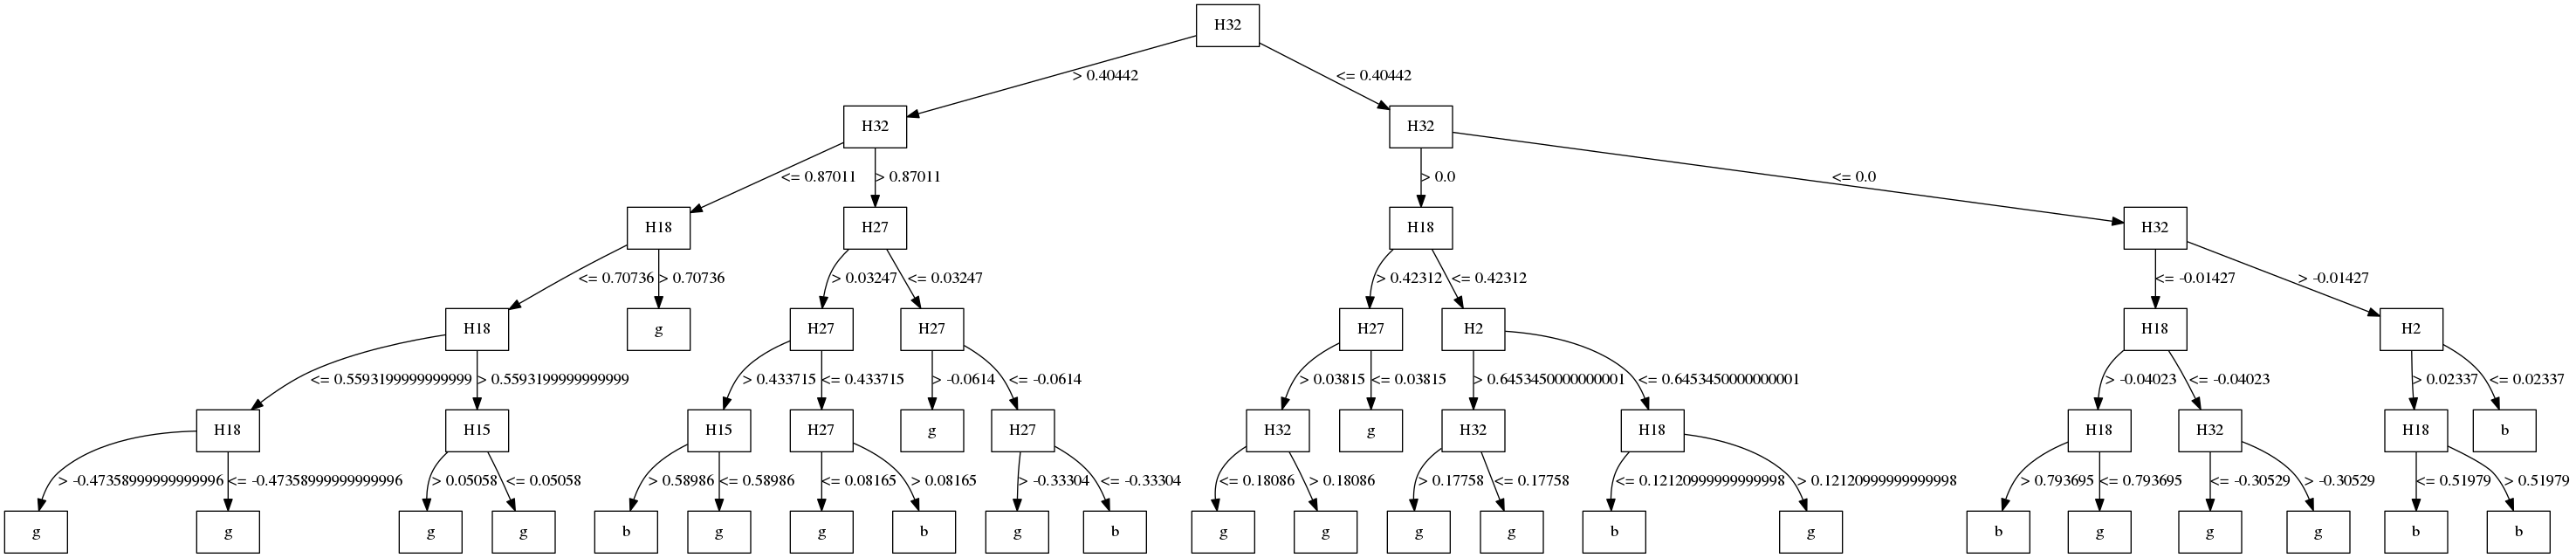 H32
> 0.40442 <= 0.40442
H32 H32
<= 0.87011 > 0.87011 > 0.0 <= 0.0
H18 H27 H18 H32
<= 0.70736 > 0.70736 > 0.03247 <= 0.03247 > 0.42312 <= 0.42312 <= -0.01427 > -0.01427
H18 g H27 H27 H27 H2 H18 H2
<= 0.5593199999999999 > 0.5593199999999999 > 0.433715 <= 0.433715 > -0.0614 <= -0.0614 > 0.03815 <= 0.03815 > 0.6453450000000001 <= 0.6453450000000001 > -0.04023 <= -0.04023 > 0.02337 <= 0.02337
H18 H15 H15 H27 g H27 H32 g H32 H18 H18 H32 H18 b
> -0.47358999999999996 <= -0.47358999999999996 > 0.05058 <= 0.05058 > 0.58986 <= 0.58986 <= 0.08165 > 0.08165 > -0.33304 <= -0.33304 <= 0.18086 > 0.18086 > 0.17758 <= 0.17758 <= 0.12120999999999998 > 0.12120999999999998 > 0.793695 <= 0.793695 <= -0.30529 > -0.30529 <= 0.51979 > 0.51979
g g g g b g g b g b g g g g b g b g g g b b